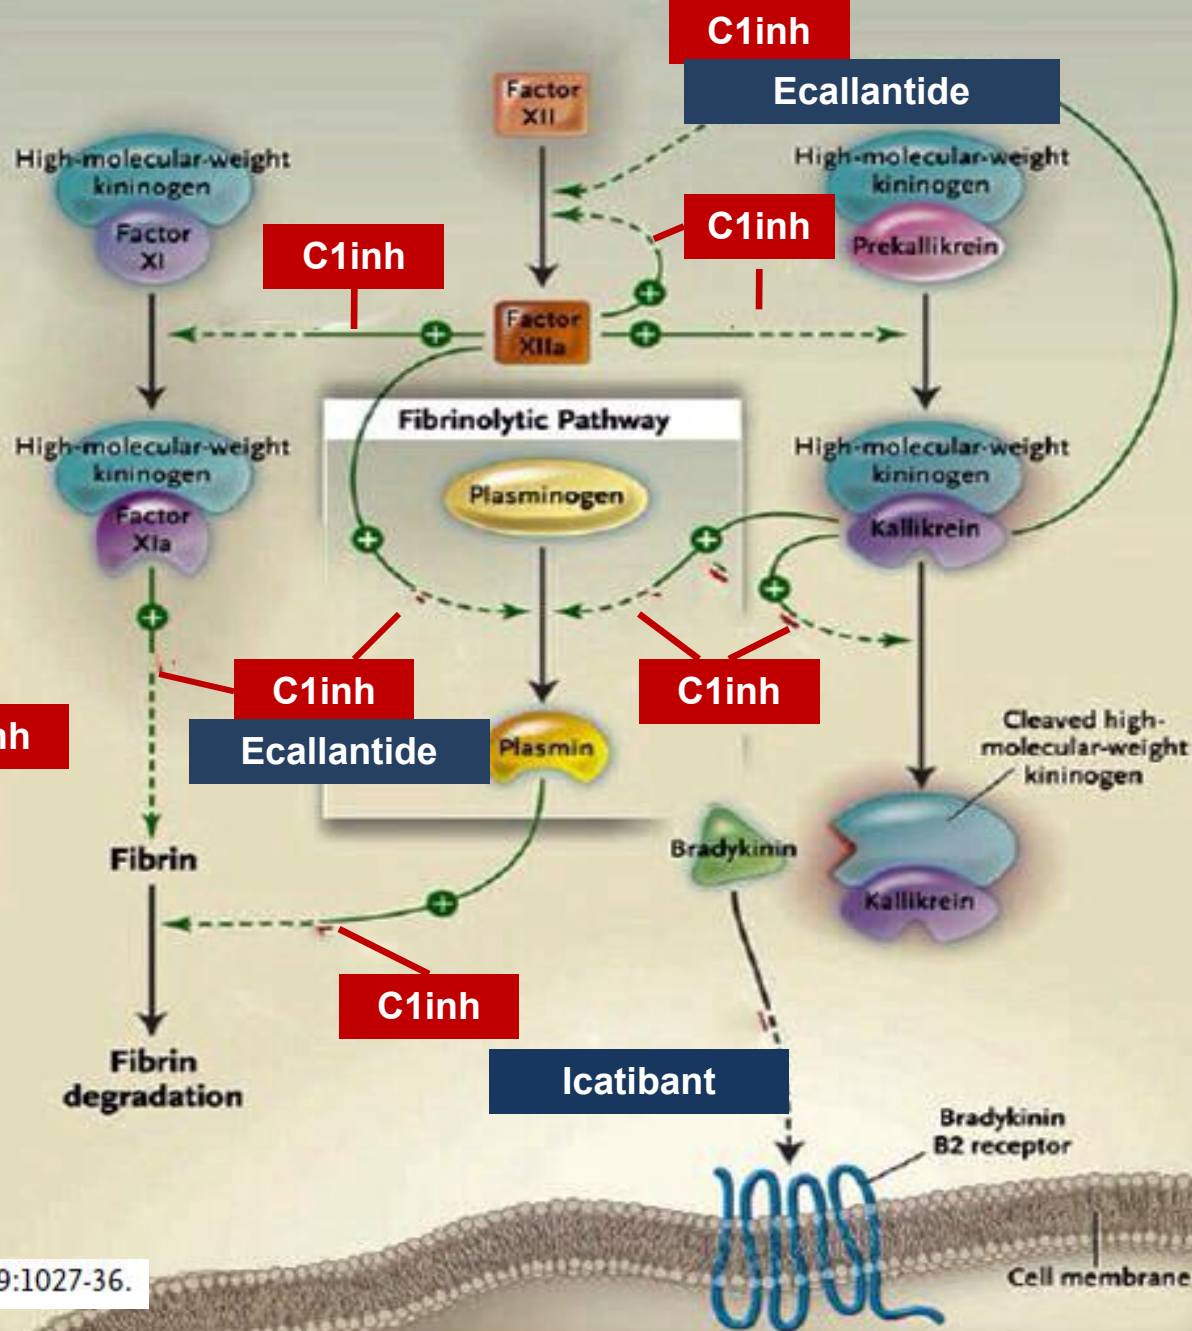 C1inh
Ecallantide
Factor
XII
High-molecular-weight
kininogen
Factor
XI
High-molecular-weight
kininogen
Prekallikrein
C1inh
C1inh
Factor
XIIa
Fibrinolytic Pathway
Plasminogen
High-molecular-weight
kininogen
Factor
XIa
High-molecular-weight
kininogen
Kallikrein
C1inh
Ecallantide
C1inh
nh
Plasmin
Cleaved high-
molecular-weight
kininogen
Fibrin
Bradykinin
Kallikrein
C1inh
Fibrin
degradation
Icatibant
Bradykinin
B2 receptor
Cell membrane
9:1027-36.